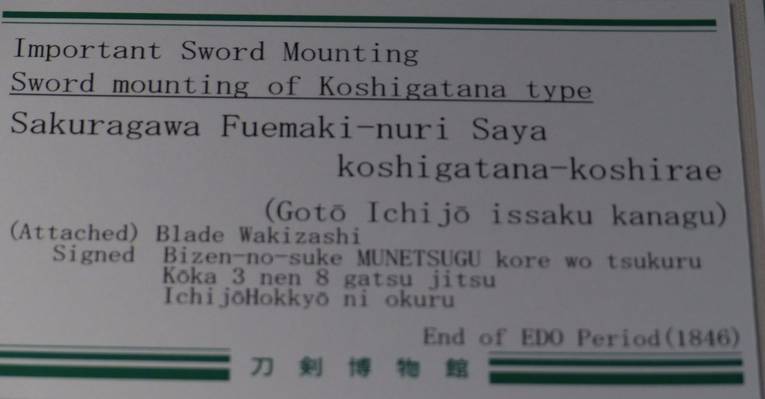 Important Sword Mounting
Sword mounting of Koshigatana type
Sakuragawa Fuemaki-nuri Saya
koshigatana-koshirae
(Gotō Ichijō issaku kanagu)
(Attached) Blade Wakizashi
Signed Bizen-no-suke MUNETSUGU kore wo tsukuru
Kōka 3 nen 8 gatsu jitsu
IchijōHokkyō ni okuru
End of EDO Period(1846)
刀剣博物館